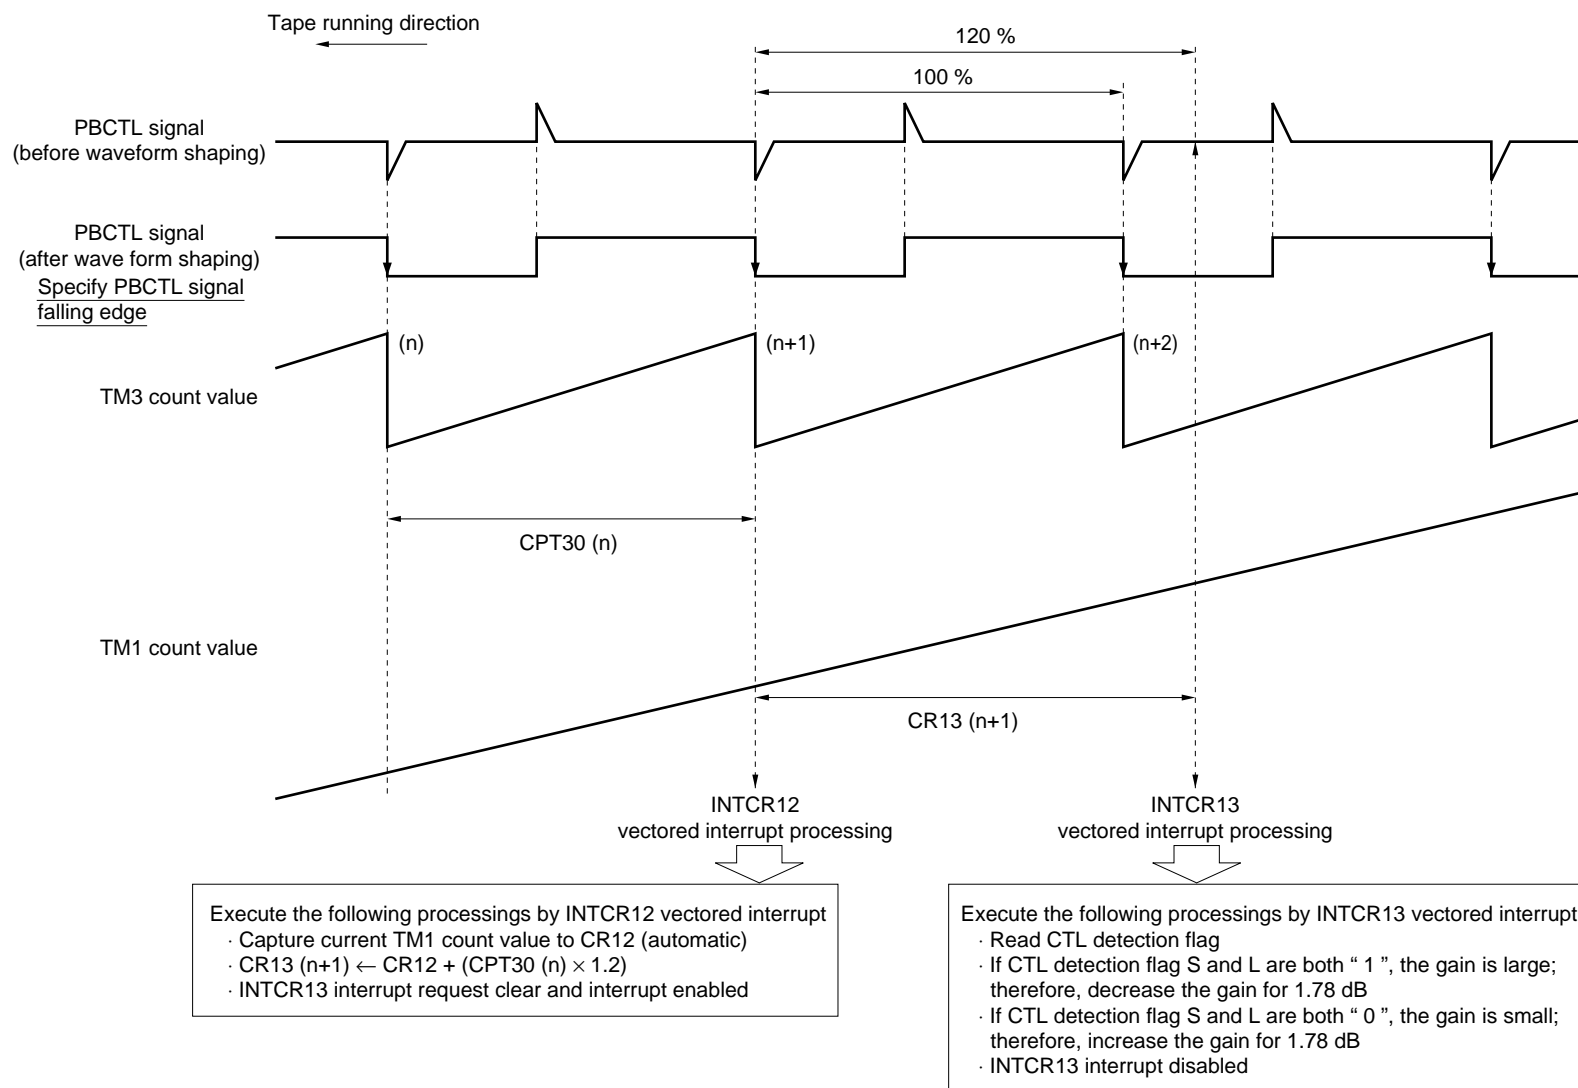 Tape running direction
120 %
100 %
PBCTL signal
(before waveform shaping)
PBCTL signal
(after wave form shaping)
Specify PBCTL signal
falling edge
(n)
(n+1)
(n+2)
TM3 count value
CPT30 (n)
TM1 count value
CR13 (n+1)
INTCR12
vectored interrupt processing
INTCR13
vectored interrupt processing
Execute the following processings by INTCR12 vectored interrupt
· Capture current TM1 count value to CR12 (automatic)
· CR13 (n+1) ← CR12 + (CPT30 (n) × 1.2)
· INTCR13 interrupt request clear and interrupt enabled
Execute the following processings by INTCR13 vectored interrupt
· Read CTL detection flag
· If CTL detection flag S and L are both “ 1 ”, the gain is large;
therefore, decrease the gain for 1.78 dB
· If CTL detection flag S and L are both “ 0 ”, the gain is small;
therefore, increase the gain for 1.78 dB
· INTCR13 interrupt disabled